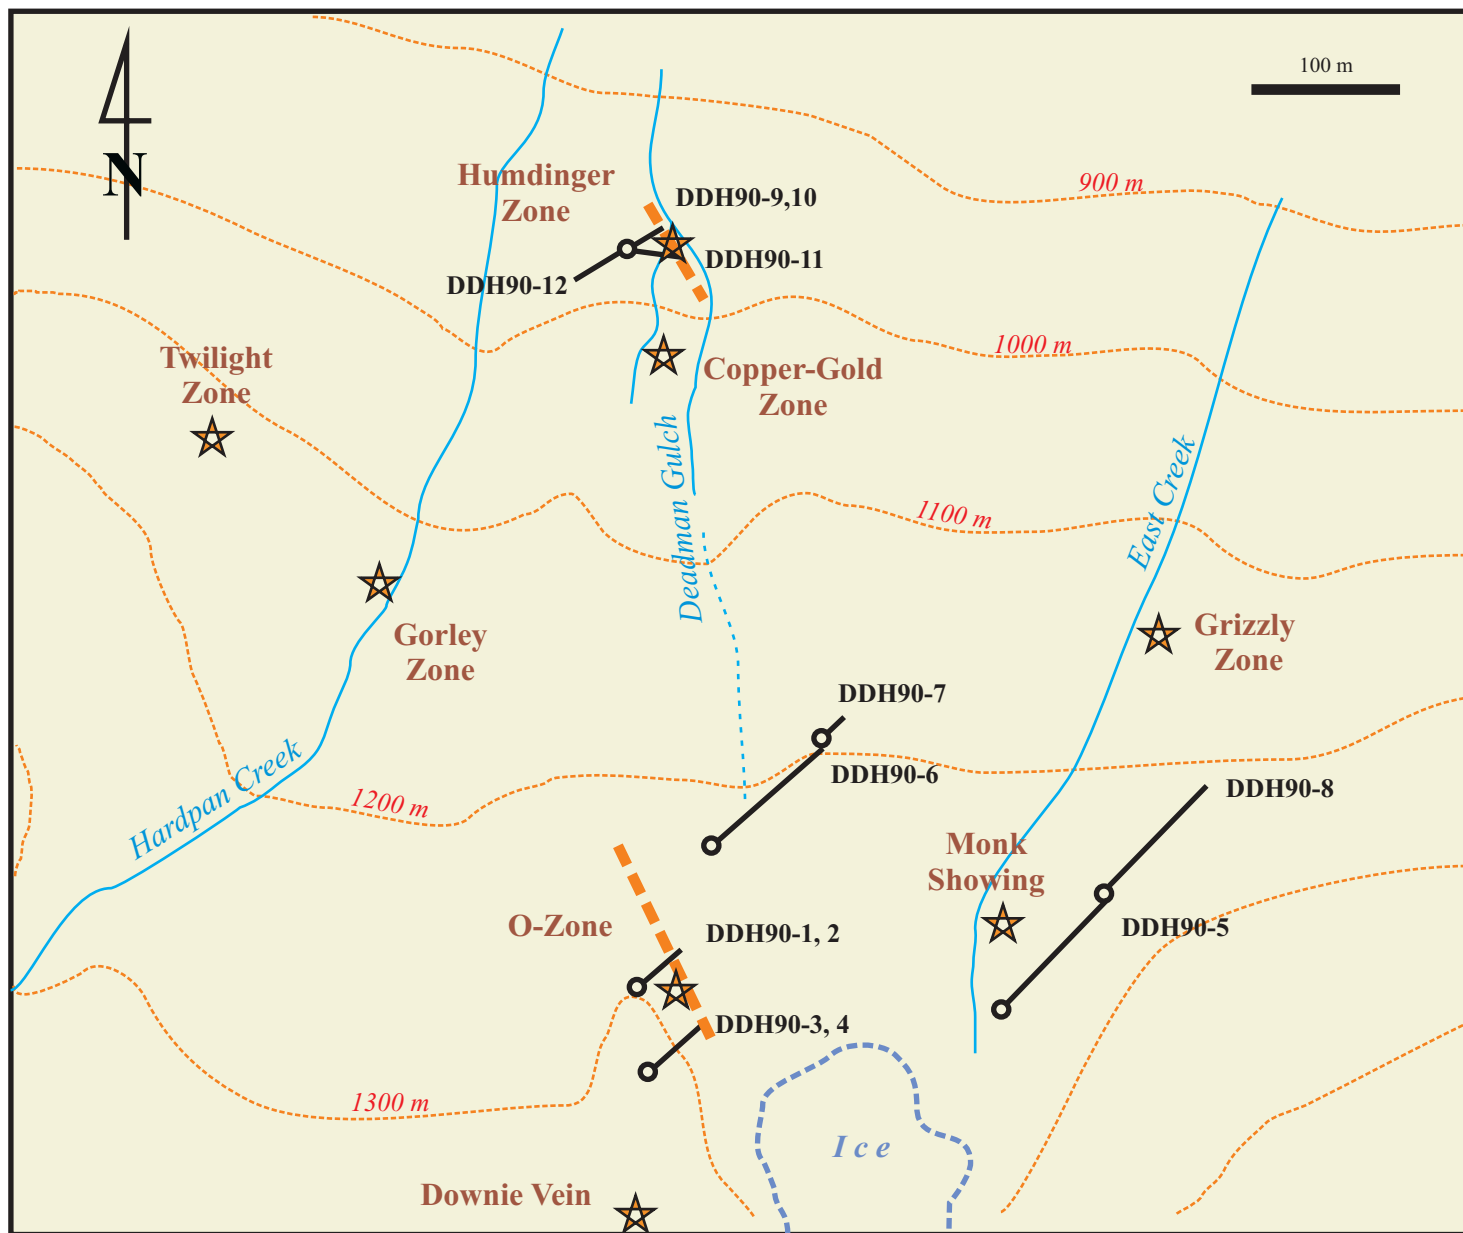 100 m
N
Humdinger
Zone
DDH90-9,10
900 m
DDH90-11
DDH90-12
1000 m
Twilight
Zone
Copper-Gold
Zone
Deadman Gulch
East Creek
1100 m
Gorley
Zone
Grizzly
Zone
DDH90-7
DDH90-6
Hardpan Creek
1200 m
DDH90-8
Monk
Showing
O-Zone
DDH90-1, 2
DDH90-5
DDH90-3, 4
1300 m
Ice
Downie Vein